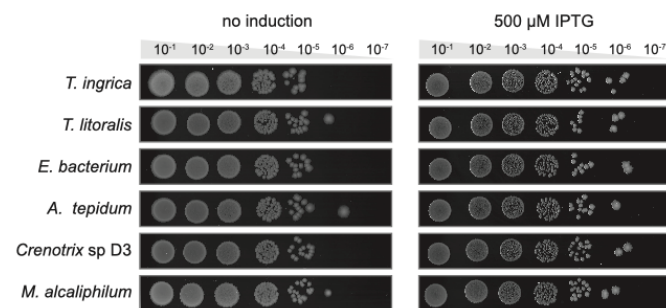 no induction 500 µM IPTG
10⁻¹ 10⁻² 10⁻³ 10⁻⁴ 10⁻⁵ 10⁻⁶ 10⁻⁷ 10⁻¹ 10⁻² 10⁻³ 10⁻⁴ 10⁻⁵ 10⁻⁶ 10⁻⁷
T. ingrica
T. litoralis
E. bacterium
A. tepidum
Crenotrix sp D3
M. alcaliphilum